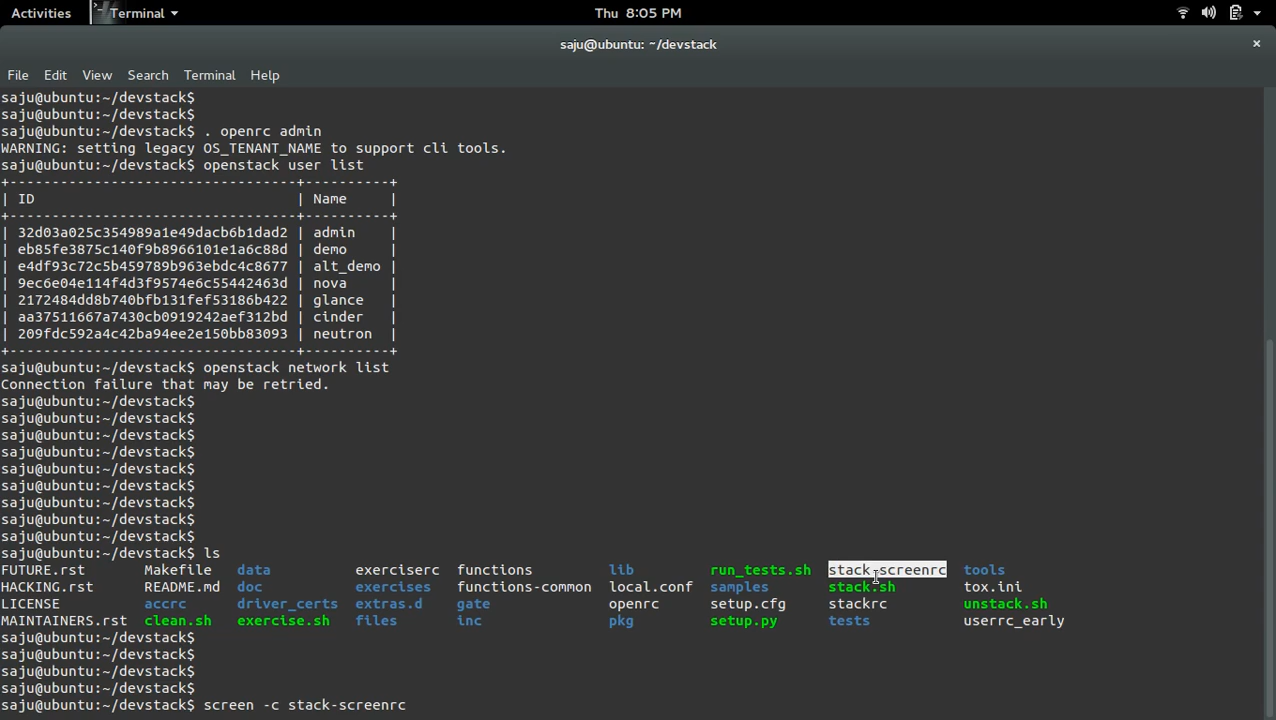 Activities Terminal Thu 8:05 PM
saju@ubuntu: ~/devstack ×
File Edit View Search Terminal Help
saju@ubuntu:~/devstack$
saju@ubuntu:~/devstack$
saju@ubuntu:~/devstack$ . openrc admin
WARNING: setting legacy OS_TENANT_NAME to support cli tools.
saju@ubuntu:~/devstack$ openstack user list
+----------------------------------+----------+
| ID                               | Name     |
+----------------------------------+----------+
| 32d03a025c354989a1e49dacb6b1dad2 | admin    |
| eb85fe3875c140f9b8966101e1a6c88d | demo     |
| e4df93c72c5b459789b963ebdc4c8677 | alt_demo |
| 9ec6e04e114f4d3f9574e6c55442463d | nova     |
| 2172484dd8b740bfb131fef53186b422 | glance   |
| aa37511667a7430cb0919242aef312bd | cinder   |
| 209fdc592a4c42ba94ee2e150bb83093 | neutron  |
+----------------------------------+----------+
saju@ubuntu:~/devstack$ openstack network list
Connection failure that may be retried.
saju@ubuntu:~/devstack$
saju@ubuntu:~/devstack$
saju@ubuntu:~/devstack$
saju@ubuntu:~/devstack$
saju@ubuntu:~/devstack$
saju@ubuntu:~/devstack$
saju@ubuntu:~/devstack$
saju@ubuntu:~/devstack$
saju@ubuntu:~/devstack$
saju@ubuntu:~/devstack$ ls
FUTURE.rst Makefile data exerciserc functions lib run_tests.sh stack-screenrc tools
HACKING.rst README.md doc exercises functions-common local.conf samples stack.sh tox.ini
LICENSE accrc driver_certs extras.d gate openrc setup.cfg stackrc unstack.sh
MAINTAINERS.rst clean.sh exercise.sh files inc pkg setup.py tests userrc_early
saju@ubuntu:~/devstack$
saju@ubuntu:~/devstack$
saju@ubuntu:~/devstack$
saju@ubuntu:~/devstack$
saju@ubuntu:~/devstack$ screen -c stack-screenrc